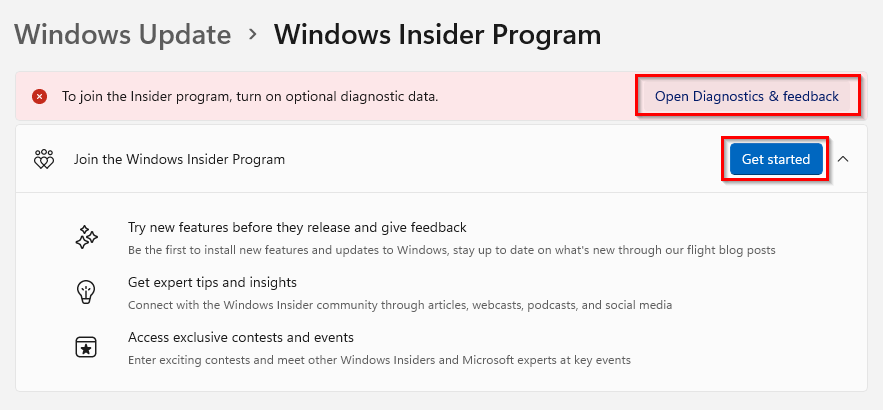 Windows Update > Windows Insider Program
To join the Insider program, turn on optional diagnostic data. Open Diagnostics & feedback
Join the Windows Insider Program Get started
Try new features before they release and give feedback
Be the first to install new features and updates to Windows, stay up to date on what's new through our flight blog posts
Get expert tips and insights
Connect with the Windows Insider community through articles, webcasts, podcasts, and social media
Access exclusive contests and events
Enter exciting contests and meet other Windows Insiders and Microsoft experts at key events